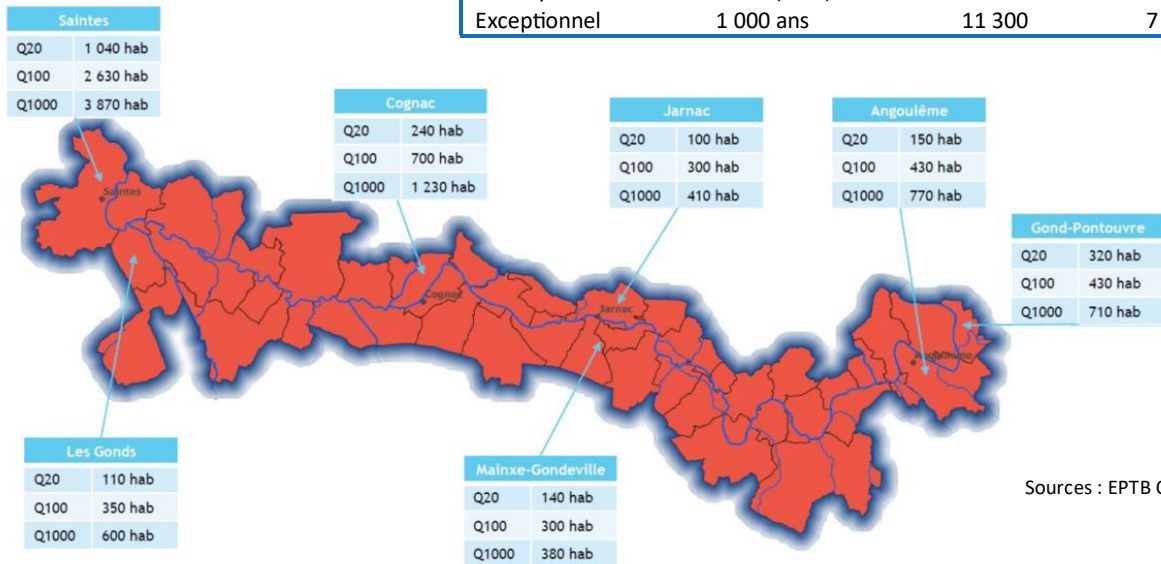 Exceptionnel 1 000 ans 11 300 7
Saintes
Q20 1 040 hab
Q100 2 630 hab
Q1000 3 870 hab
Cognac
Q20 240 hab
Q100 700 hab
Q1000 1 230 hab
Jarnac
Q20 100 hab
Q100 300 hab
Q1000 410 hab
Angoulême
Q20 150 hab
Q100 430 hab
Q1000 770 hab
Gond-Pontouvre
Q20 320 hab
Q100 430 hab
Q1000 710 hab
Saintes
Cognac
Jarnac
Angoulême
Les Gonds
Q20 110 hab
Q100 350 hab
Q1000 600 hab
Mainxe-Gondeville
Q20 140 hab
Q100 300 hab
Q1000 380 hab
Sources : EPTB